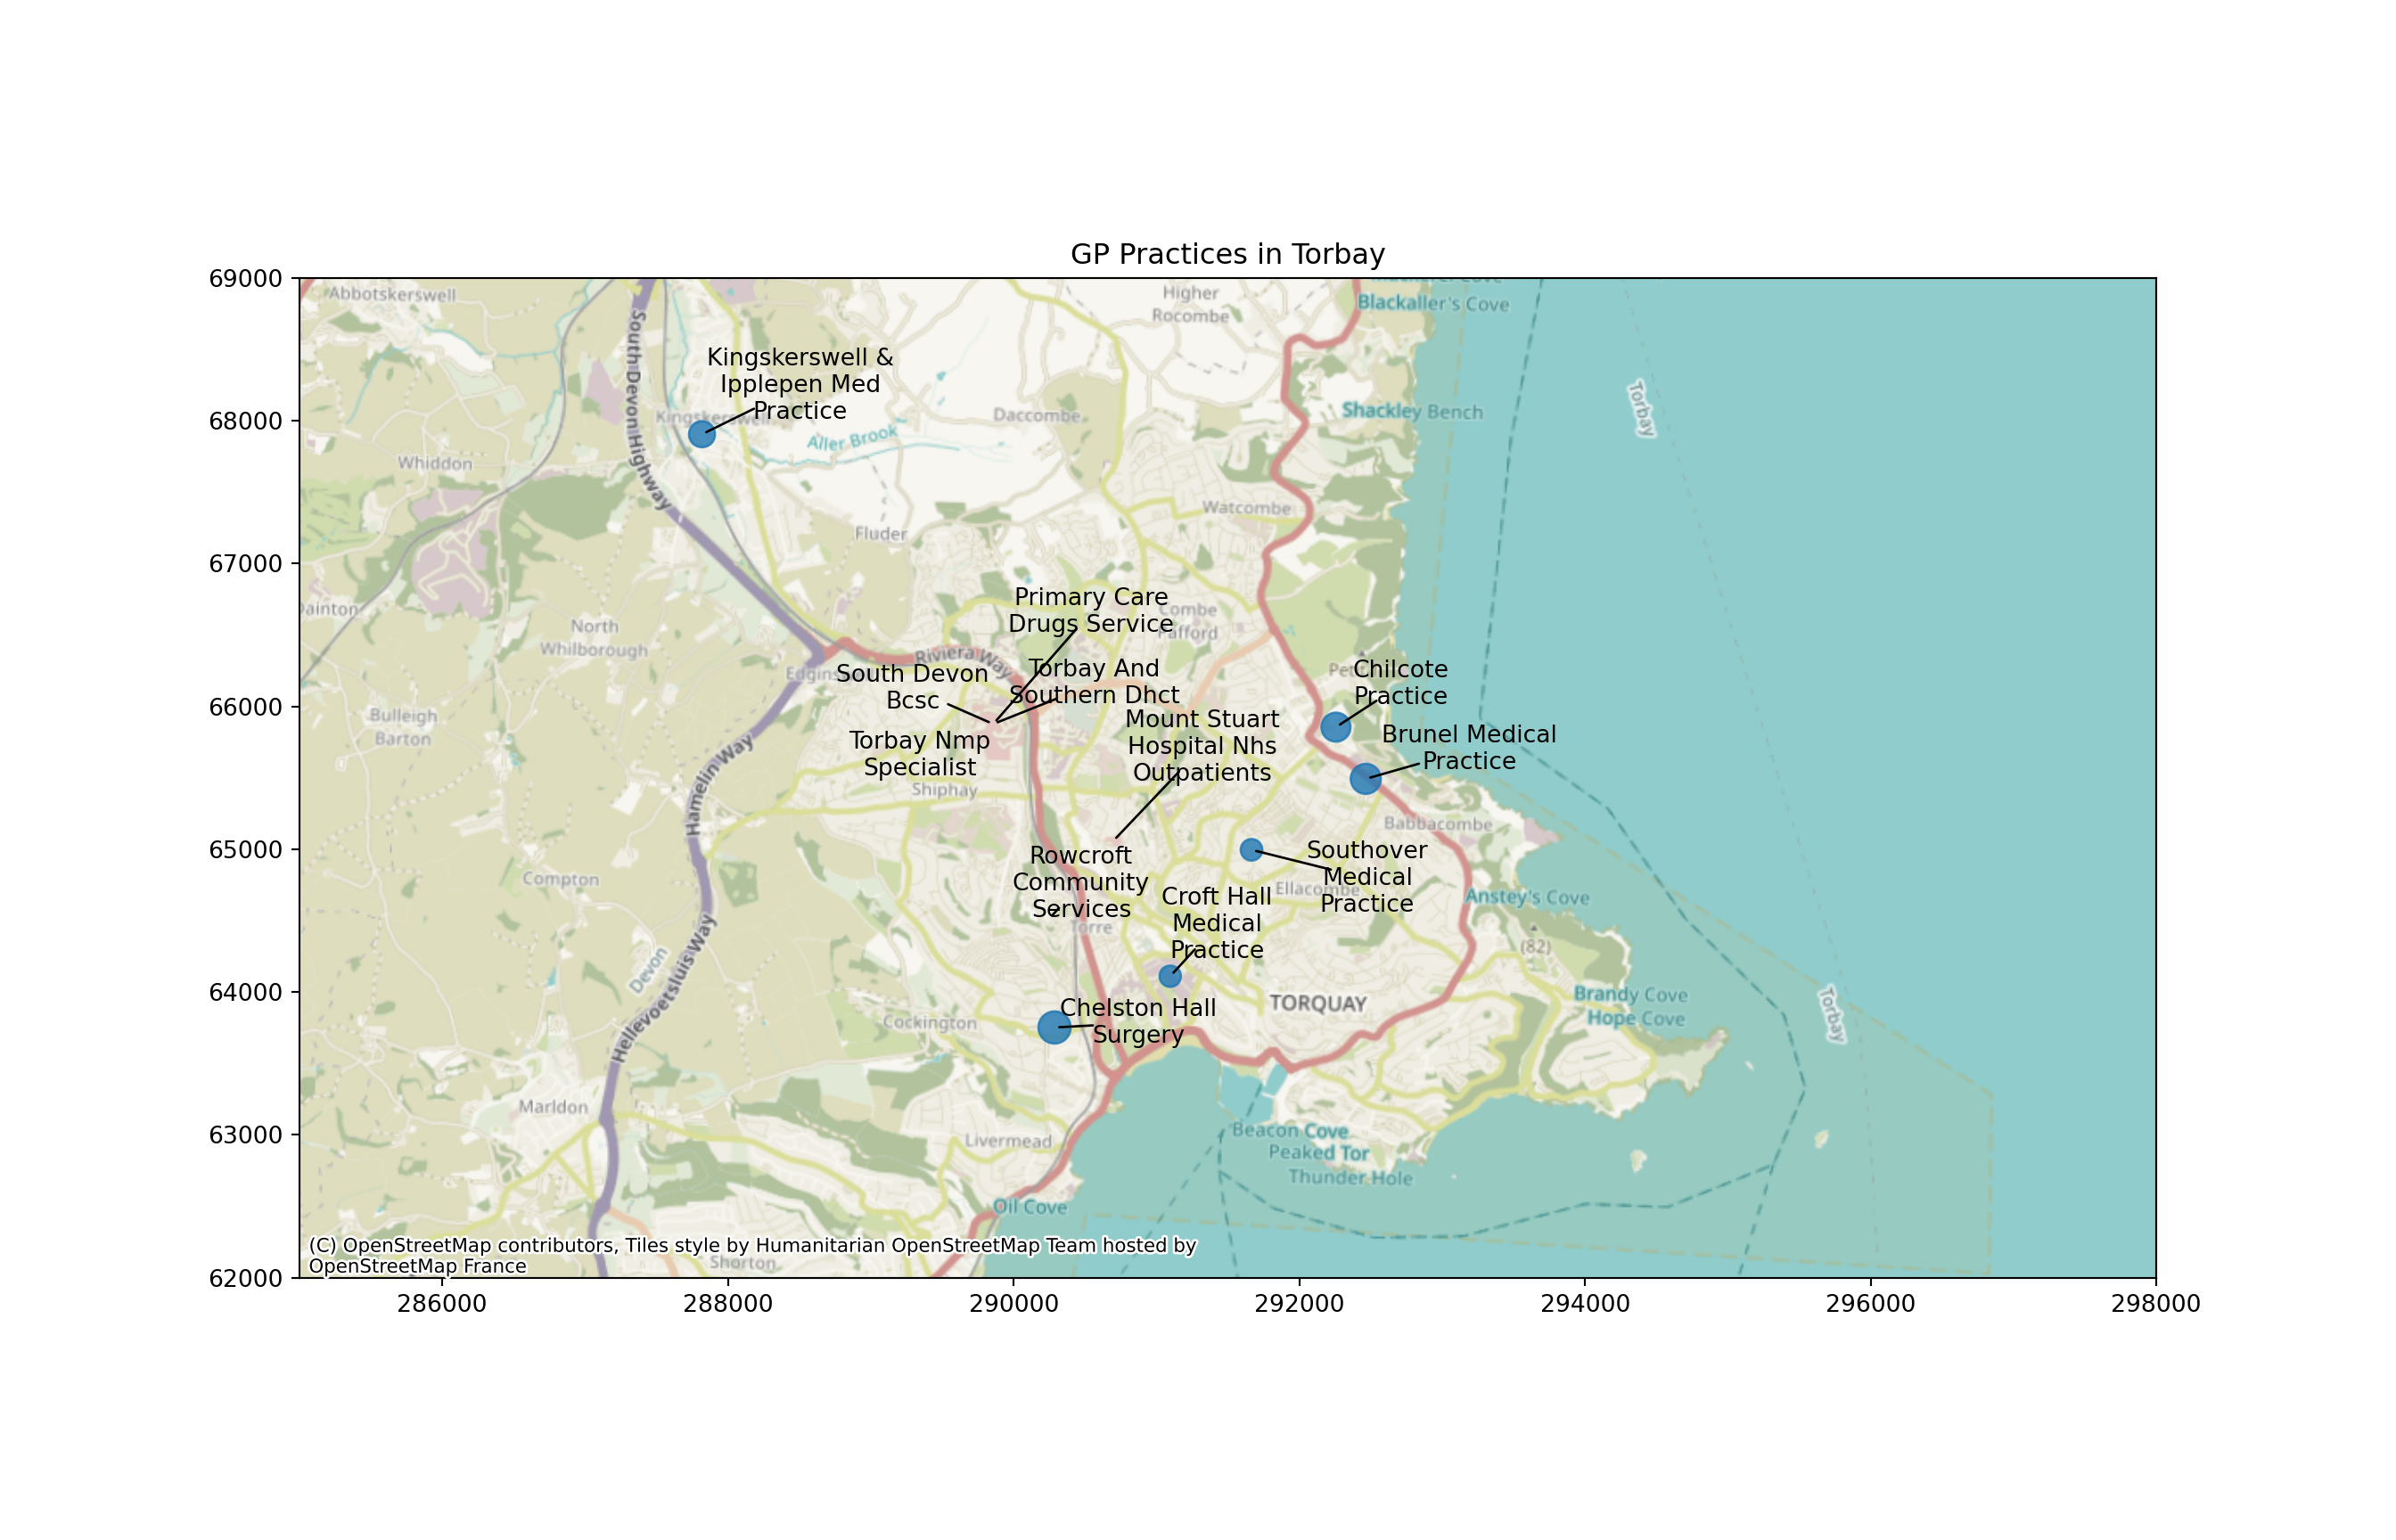 GP Practices in Torbay
69000
68000
67000
66000
65000
64000
63000
62000
286000
288000
290000
292000
294000
296000
298000
Abbotskerswell
South Devon Highway
Kingskerswell &
Ipplepen Med
Practice
Kingskerswell
Aller Brook
Daccombe
Higher
Rocombe
Blackaller's Cove
Shackley Bench
Torbay
Whiddon
Watcombe
Fluder
Dainton
North
Whilborough
Primary Care
Drugs Service
Combe
Pafford
Riviera Way
South Devon
Bcsc
Torbay And
Southern Dhct
Chilcote
Practice
Bulleigh
Barton
Mount Stuart
Hospital Nhs
Outpatients
Brunel Medical
Practice
Torbay Nmp
Specialist
Hamelin Way
Shiphay
Babbacombe
Rowcroft
Community
Services
Southover
Medical
Practice
Compton
Ellacombe
Croft Hall
Medical
Practice
Anstey's Cove
Torre
(82)
Devon
Hellevoetsluis Way
TORQUAY
Brandy Cove
Hope Cove
Torbay
Chelston Hall
Surgery
Cockington
Marldon
Livermead
Beacon Cove
Peaked Tor
Thunder Hole
Oil Cove
Shorton
(C) OpenStreetMap contributors, Tiles style by Humanitarian OpenStreetMap Team hosted by
OpenStreetMap France